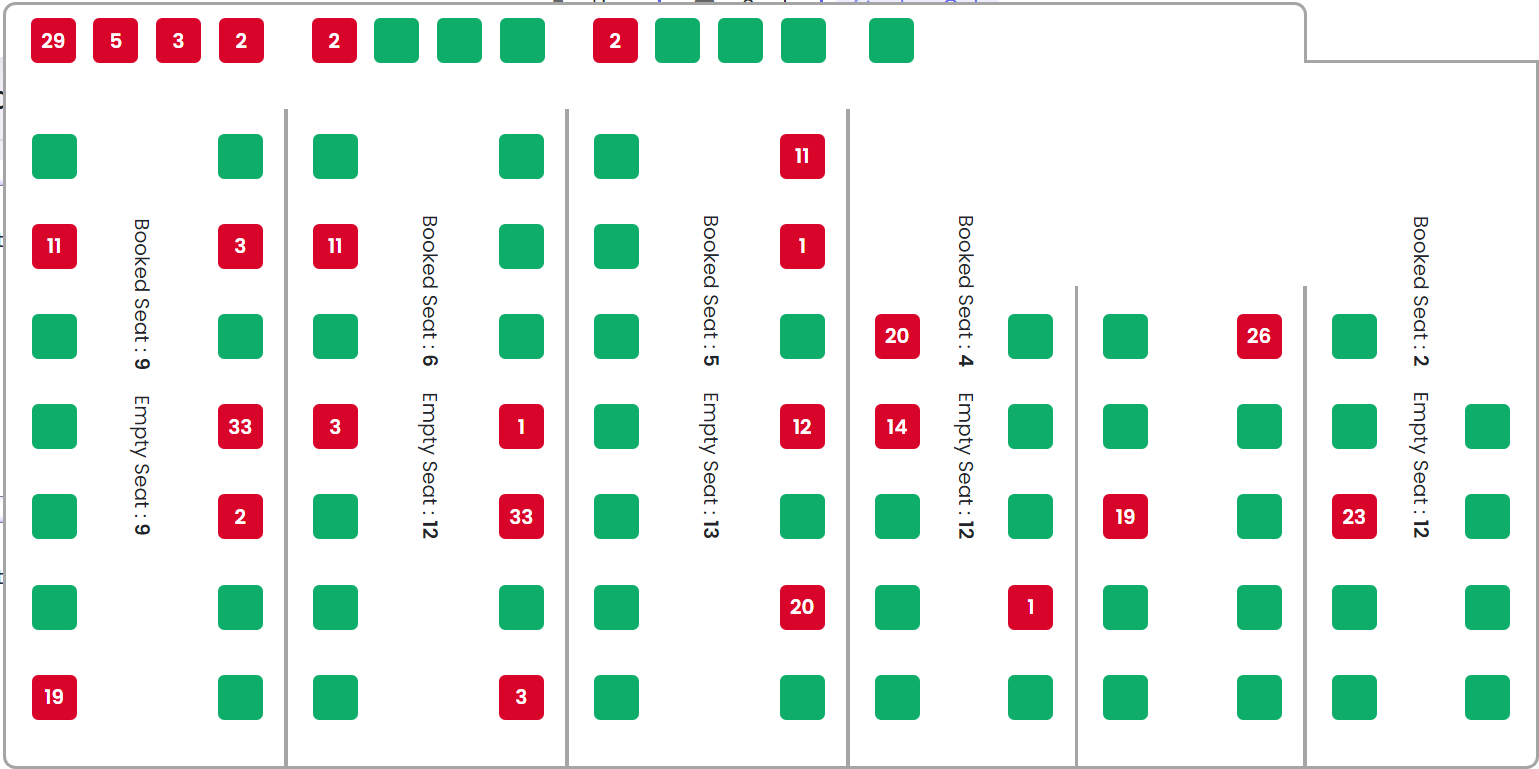 29 5 3 2 2 2
11
11 3 11 1
20 26
33 3 1 12 14
2 33 19 23
20 1
19 3
Booked Seat : 9 Empty Seat : 9
Booked Seat : 6 Empty Seat : 12
Booked Seat : 5 Empty Seat : 13
Booked Seat : 4 Empty Seat : 12
Booked Seat : 2 Empty Seat : 12